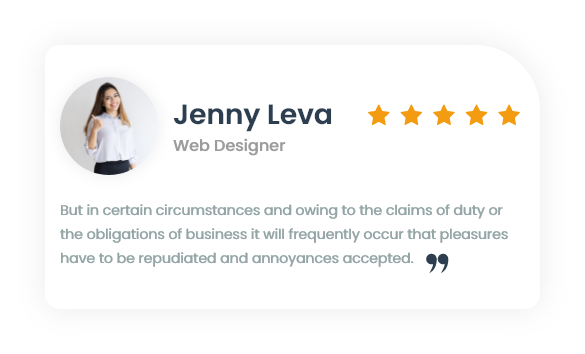 Jenny Leva
Web Designer
But in certain circumstances and owing to the claims of duty or
the obligations of business it will frequently occur that pleasures
have to be repudiated and annoyances accepted. ”